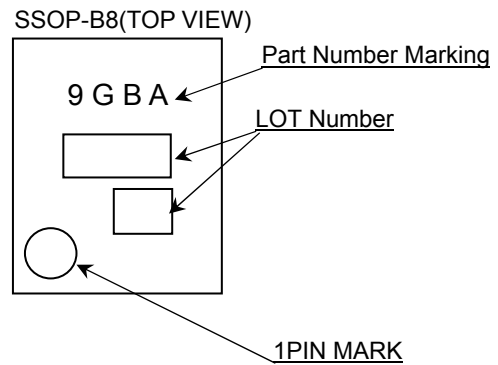 SSOP-B8(TOP VIEW)
Part Number Marking
9 G B A
LOT Number
1PIN MARK